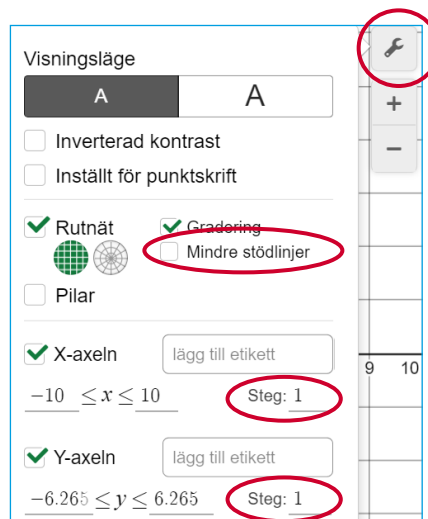 Visningsläge
A A
Inverterad kontrast
Inställt för punktskrift
Rutnät Gradering
Mindre stödlinjer
Pilar
X-axeln lägg till etikett
−10 ≤ x ≤ 10 Steg: 1
Y-axeln lägg till etikett
−6.265 ≤ y ≤ 6.265 Steg: 1
+
−
9 10